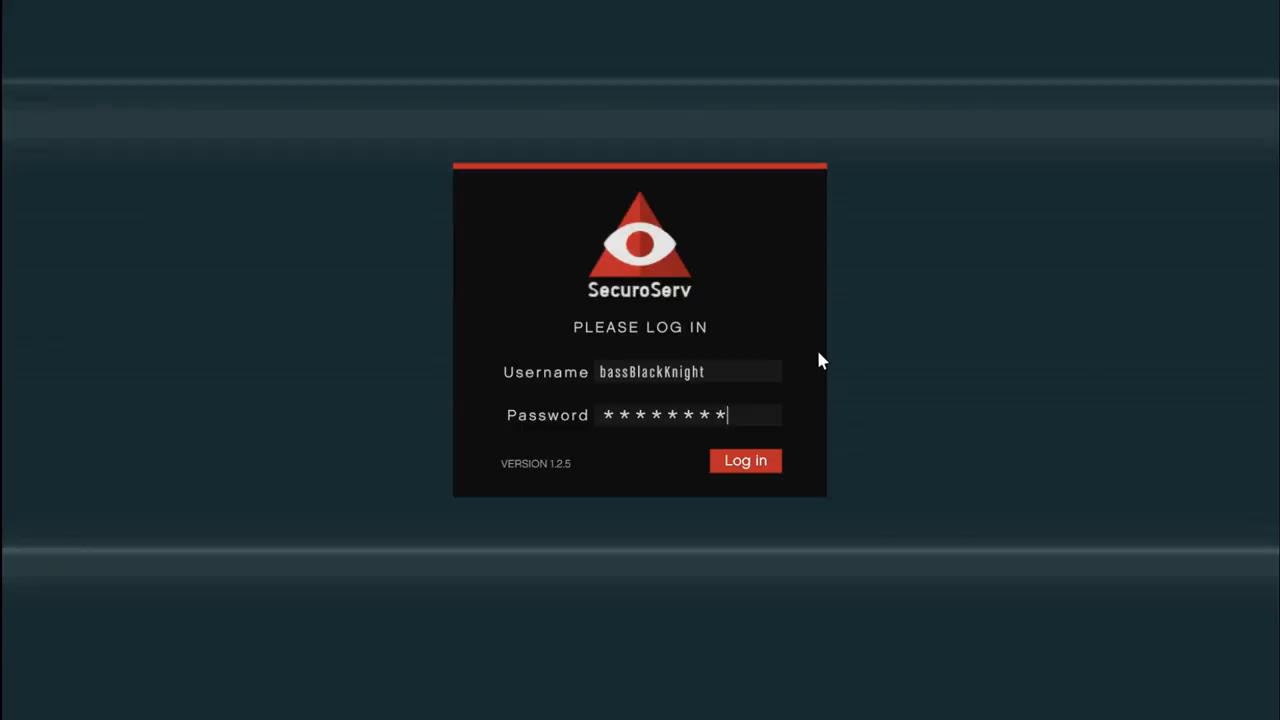 SecuroServ
PLEASE LOG IN
Username bassBlackKnight
Password ********
VERSION 1.2.5 Log in